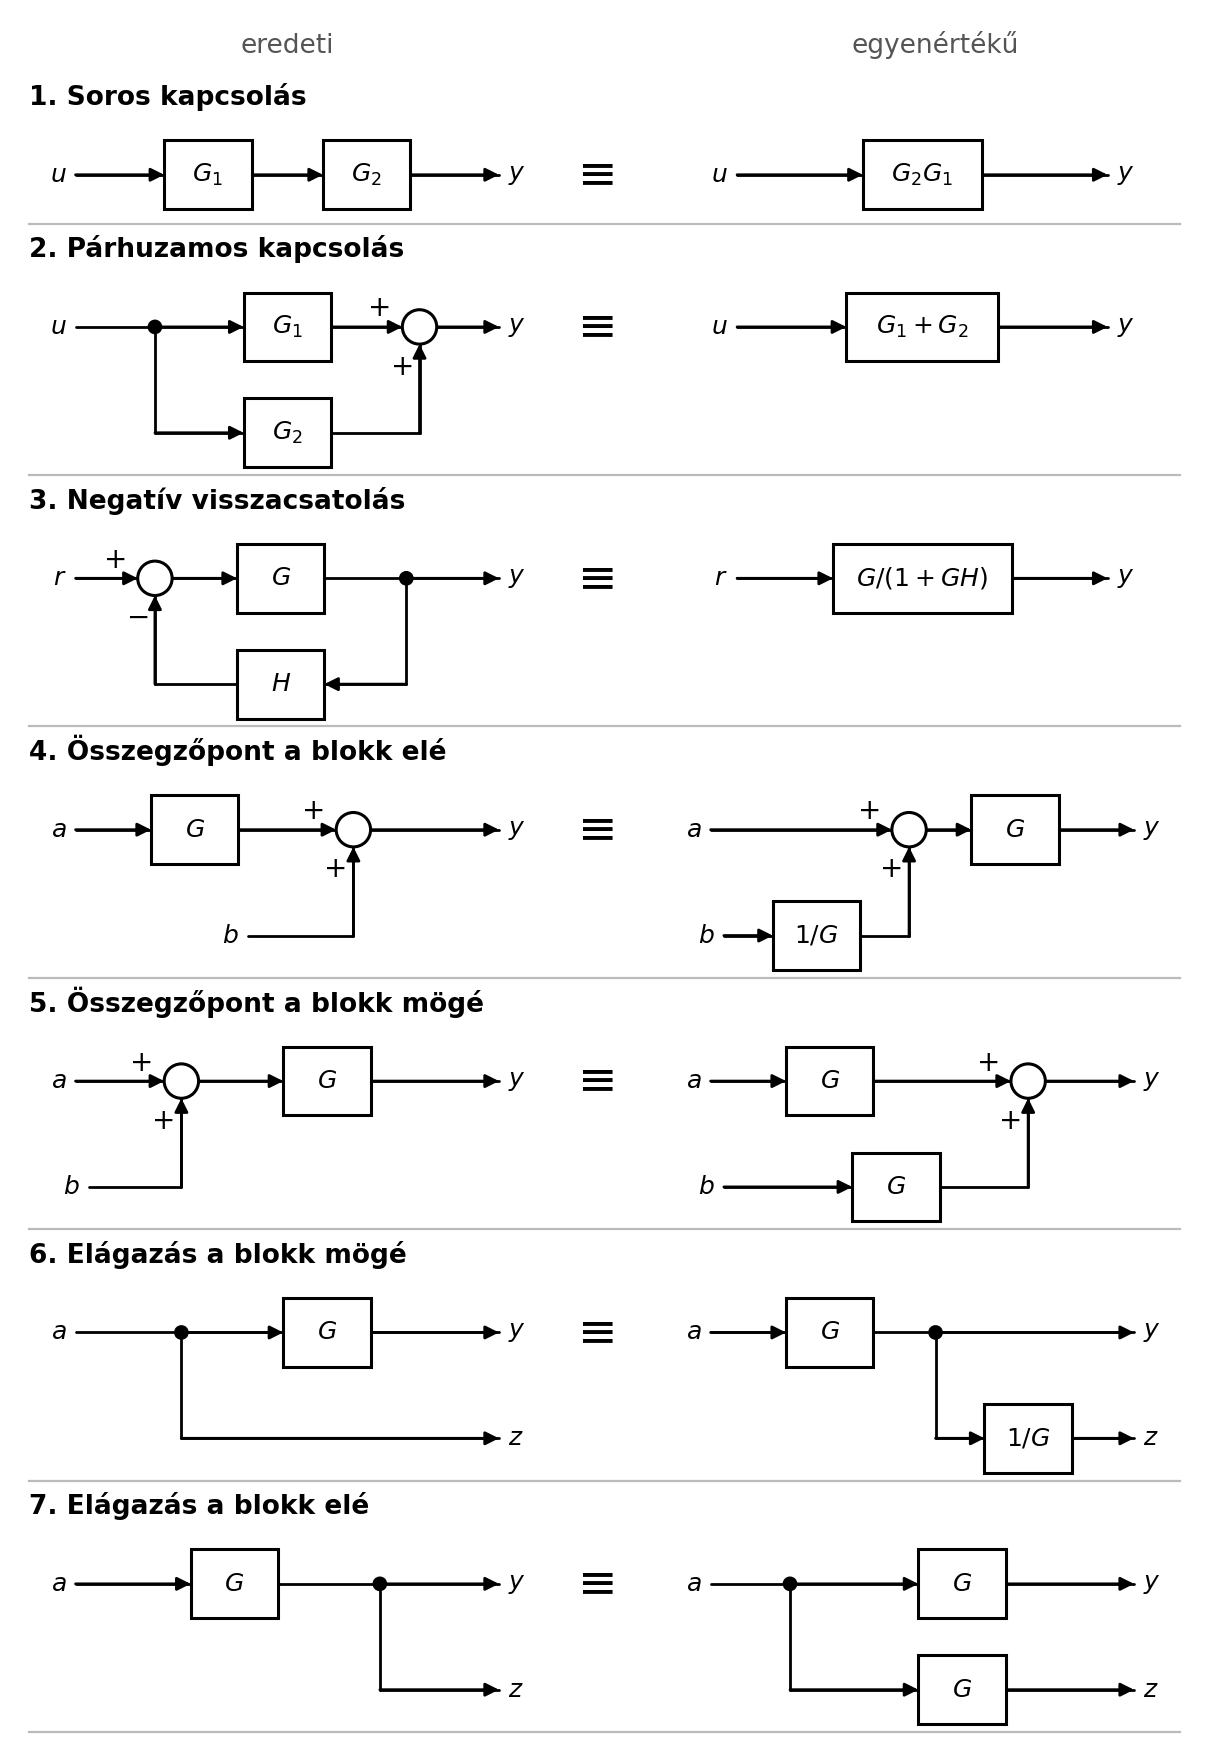 eredeti egyenértékű
1. Soros kapcsolás
u G₁ G₂ y ≡ u G₂G₁ y
2. Párhuzamos kapcsolás
u G₁ + y ≡ u G₁ + G₂ y
+
G₂
3. Negatív visszacsatolás
r + G y ≡ r G/(1 + GH) y
−
H
4. Összegzőpont a blokk elé
a G + y ≡ a + G y
+ +
b b 1/G
5. Összegzőpont a blokk mögé
a + G y ≡ a G + y
+ +
b b G
6. Elágazás a blokk mögé
a G y ≡ a G y
z 1/G z
7. Elágazás a blokk elé
a G y ≡ a G y
z G z